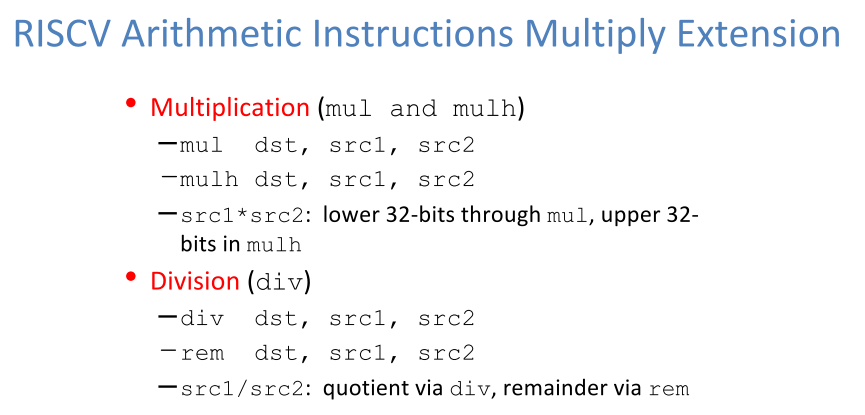 RISCV Arithmetic Instructions Multiply Extension
• Multiplication (mul and mulh)
–mul dst, src1, src2
–mulh dst, src1, src2
–src1*src2: lower 32-bits through mul, upper 32-
bits in mulh
• Division (div)
–div dst, src1, src2
–rem dst, src1, src2
–src1/src2: quotient via div, remainder via rem